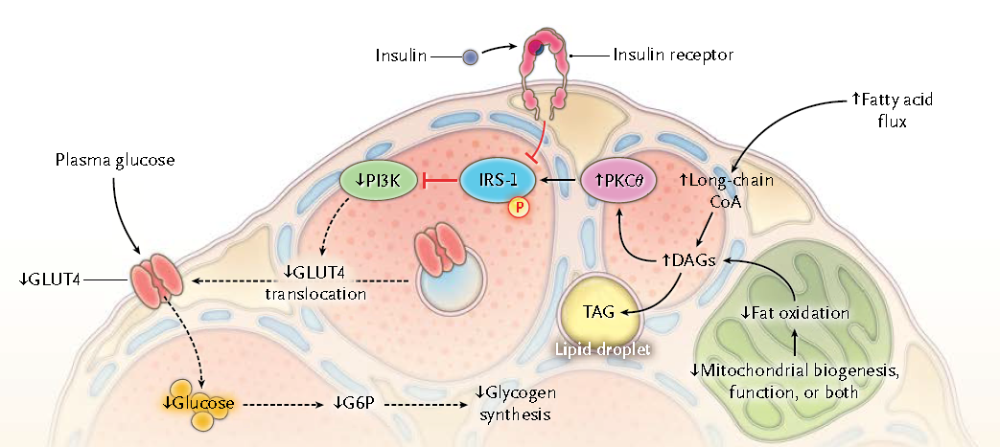 Insulin
Insulin receptor
↑Fatty acid
flux
Plasma glucose
↓PI3K
IRS-1
P
↑PKCθ
↑Long-chain
CoA
↓GLUT4
↓GLUT4
translocation
↑DAGs
TAG
Lipid droplet
↓Fat oxidation
↓Mitochondrial biogenesis,
function, or both
↓Glucose
↓G6P
↓Glycogen
synthesis